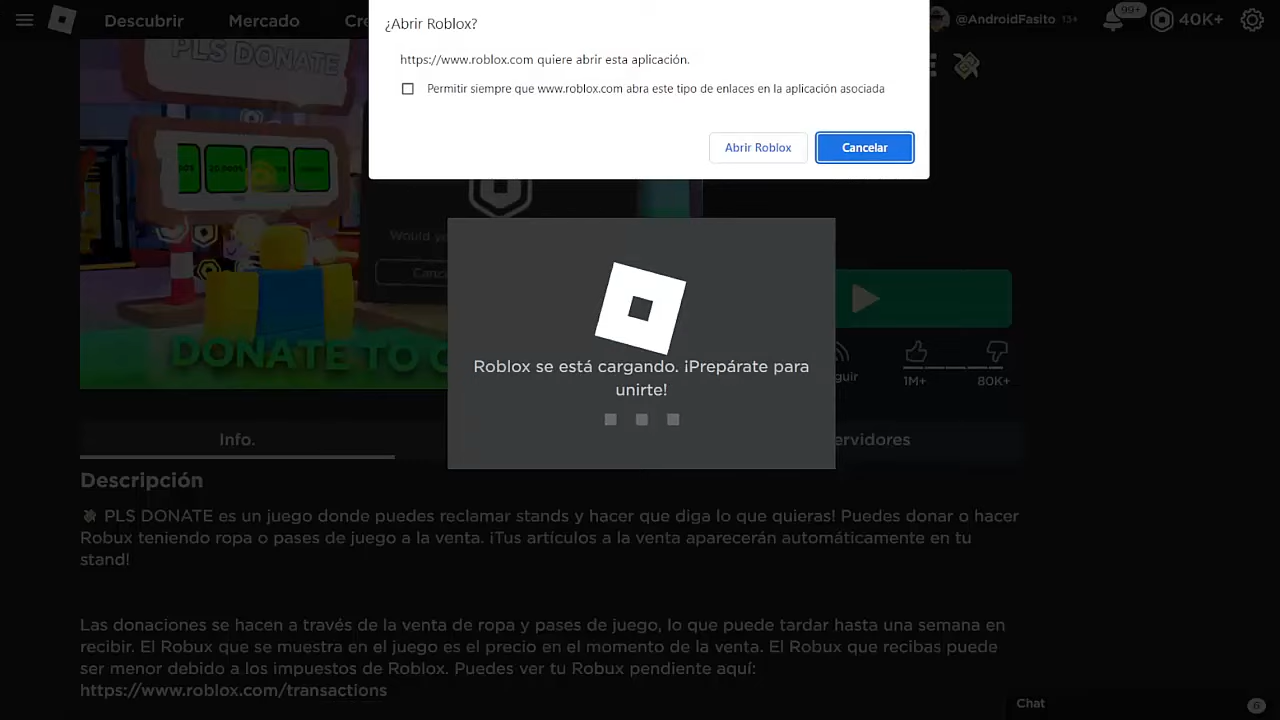 ¿Abrir Roblox?
https://www.roblox.com quiere abrir esta aplicación.
Permitir siempre que www.roblox.com abra este tipo de enlaces en la aplicación asociada
Abrir Roblox
Cancelar
Descubrir
Mercado
@AndroidFasito
13+
99+
40K+
PLS DONATE
DONATE TO
Roblox se está cargando. ¡Prepárate para
unirte!
1M+
80K+
Info.
Descripción
PLS DONATE es un juego donde puedes reclamar stands y hacer que diga lo que quieras! Puedes donar o hacer
Robux teniendo ropa o pases de juego a la venta. ¡Tus artículos a la venta aparecerán automáticamente en tu
stand!
Las donaciones se hacen a través de la venta de ropa y pases de juego, lo que puede tardar hasta una semana en
recibir. El Robux que se muestra en el juego es el precio en el momento de la venta. El Robux que recibas puede
ser menor debido a los impuestos de Roblox. Puedes ver tu Robux pendiente aquí:
https://www.roblox.com/transactions
Chat
6